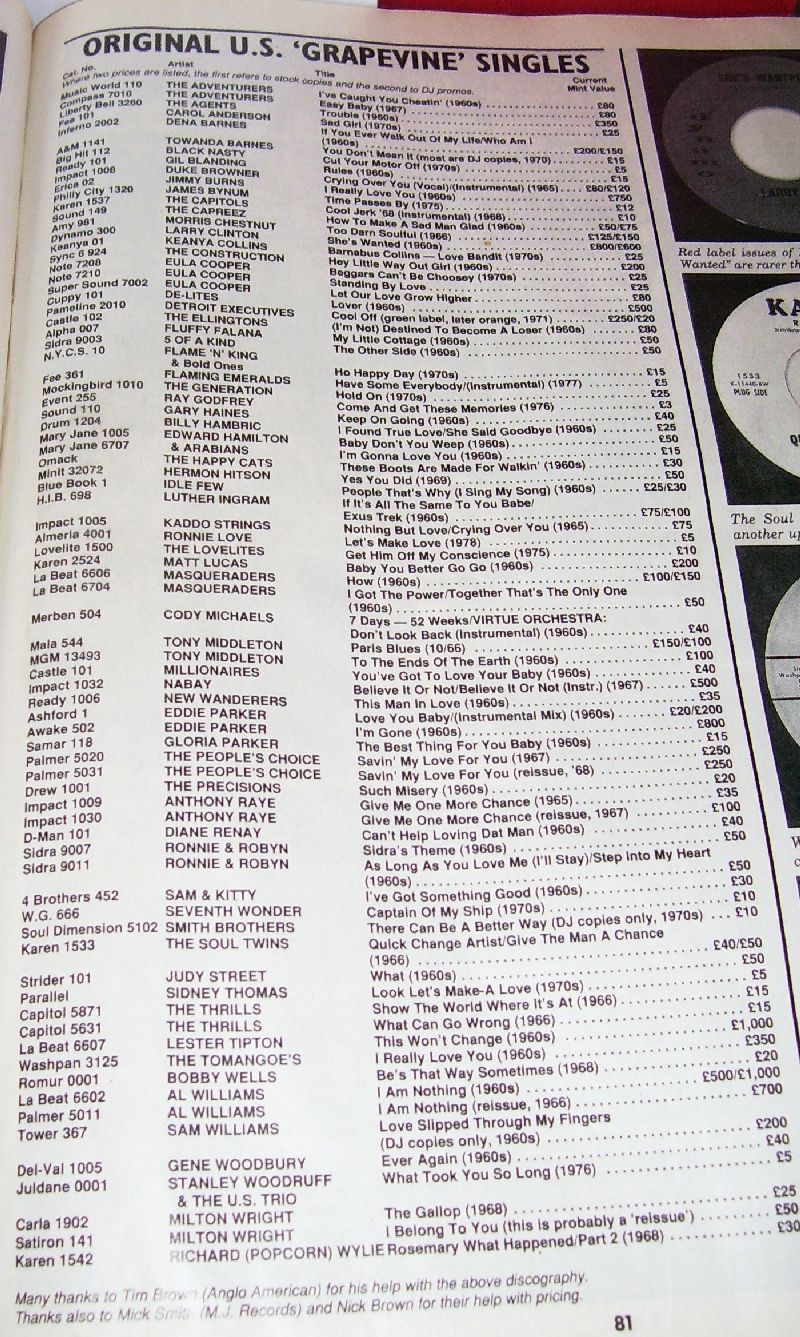 ORIGINAL U.S. 'GRAPEVINE' SINGLES
Cat. No. Artist Title Current Mint Value
Where two prices are listed, the first refers to stock copies and the second to DJ promos.
Music World 110 THE ADVENTURERS I've Caught You Cheatin' (1960s) £80
Compass 7010 THE ADVENTURERS Easy Baby (1967) £80
Liberty Bell 3260 THE AGENTS Trouble (1960s) £350
Fee 101 CAROL ANDERSON Sad Girl (1970s) £25
Inferno 2002 DENA BARNES If You Ever Walk Out Of My Life/Who Am I
(1960s) £200/£150
A&M 1141 TOWANDA BARNES You Don't Mean It (most are DJ copies, 1970) £15
Big Hit 112 BLACK NASTY Cut Your Motor Off (1970s) £5
Ready 101 GIL BLANDING Rules (1960s) £15
Impact 1006 DUKE BROWNER Crying Over You (Vocal)/(Instrumental) (1965) £80/£120
Erica 02 JIMMY BURNS I Really Love You (1960s) £750
Philly City 1320 JAMES BYNUM Time Passes By (1975) £12
Karen 1537 THE CAPITOLS Cool Jerk '68 (Instrumental) (1968) £10
Sound 149 THE CAPREEZ How To Make A Sad Man Glad (1960s) £50/£75
Amy 981 MORRIS CHESTNUT Too Darn Soulful (1966) £125/£150
Dynamo 300 LARRY CLINTON She's Wanted (1960s) £800/£600
Keanya 01 KEANYA COLLINS Barnabus Collins — Love Bandit (1970s) £25
Sync 6 924 THE CONSTRUCTION Hey Little Way Out Girl (1960s) £200
Note 7208 EULA COOPER Beggars Can't Be Choosey (1970s) £25
Note 7210 EULA COOPER Standing By Love £25
Super Sound 7002 EULA COOPER Let Our Love Grow Higher £80
Cuppy 101 DE-LITES Lover (1960s) £500
Pameline 2010 DETROIT EXECUTIVES Cool Off (green label, later orange, 1971) £250/£20
Castle 102 THE ELLINGTONS (I'm Not) Destined To Become A Loser (1960s) £80
Alpha 007 FLUFFY FALANA My Little Cottage (1960s) £50
Sidra 9003 5 OF A KIND The Other Side (1960s) £50
N.Y.C.S. 10 FLAME 'N' KING
& Bold Ones Ho Happy Day (1970s) £15
Fee 361 FLAMING EMERALDS Have Some Everybody/(Instrumental) (1977) £5
Mockingbird 1010 THE GENERATION Hold On (1970s) £25
Event 255 RAY GODFREY Come And Get These Memories (1976) £3
Sound 110 GARY HAINES Keep On Going (1960s) £40
Drum 1204 BILLY HAMBRIC I Found True Love/She Said Goodbye (1960s) £25
Mary Jane 1005 EDWARD HAMILTON Baby Don't You Weep (1960s) £50
Mary Jane 6707 & ARABIANS I'm Gonna Love You (1960s) £15
Omack THE HAPPY CATS These Boots Are Made For Walkin' (1960s) £30
Minit 32072 HERMON HITSON Yes You Did (1969) £50
Blue Book 1 IDLE FEW People That's Why (I Sing My Song) (1960s) £25/£30
H.I.B. 698 LUTHER INGRAM If It's All The Same To You Babe/
Exus Trek (1960s) £75/£100
Impact 1005 KADDO STRINGS Nothing But Love/Crying Over You (1965) £75
Almeria 4001 RONNIE LOVE Let's Make Love (1978) £5
Lovelite 1500 THE LOVELITES Get Him Off My Conscience (1975) £10
Karen 2524 MATT LUCAS Baby You Better Go Go (1960s) £200
La Beat 6606 MASQUERADERS How (1960s) £100/£150
La Beat 6704 MASQUERADERS I Got The Power/Together That's The Only One
(1960s) £50
Merben 504 CODY MICHAELS 7 Days — 52 Weeks/VIRTUE ORCHESTRA:
Don't Look Back (Instrumental) (1960s) £40
Mala 544 TONY MIDDLETON Paris Blues (10/66) £150/£100
MGM 13493 TONY MIDDLETON To The Ends Of The Earth (1960s) £100
Castle 101 MILLIONAIRES You've Got To Love Your Baby (1960s) £40
Impact 1032 NABAY Believe It Or Not/Believe It Or Not (Instr.) (1967) £500
Ready 1006 NEW WANDERERS This Man In Love (1960s) £35
Ashford 1 EDDIE PARKER Love You Baby/(Instrumental Mix) (1960s) £20/£200
Awake 502 EDDIE PARKER I'm Gone (1960s) £800
Samar 118 GLORIA PARKER The Best Thing For You Baby (1960s) £15
Palmer 5020 THE PEOPLE'S CHOICE Savin' My Love For You (1967) £250
Palmer 5031 THE PEOPLE'S CHOICE Savin' My Love For You (reissue, '68) £250
Drew 1001 THE PRECISIONS Such Misery (1960s) £20
Impact 1009 ANTHONY RAYE Give Me One More Chance (1965) £35
Impact 1030 ANTHONY RAYE Give Me One More Chance (reissue, 1967) £100
D-Man 101 DIANE RENAY Can't Help Loving Dat Man (1960s) £40
Sidra 9007 RONNIE & ROBYN Sidra's Theme (1960s) £50
Sidra 9011 RONNIE & ROBYN As Long As You Love Me (I'll Stay)/Step Into My Heart
(1960s) £50
4 Brothers 452 SAM & KITTY I've Got Something Good (1960s) £30
W.G. 666 SEVENTH WONDER Captain Of My Ship (1970s) £10
Soul Dimension 5102 SMITH BROTHERS There Can Be A Better Way (DJ copies only, 1970s) £10
Karen 1533 THE SOUL TWINS Quick Change Artist/Give The Man A Chance
(1966) £40/£50
Strider 101 JUDY STREET What (1960s) £50
Parallel SIDNEY THOMAS Look Let's Make-A Love (1970s) £5
Capitol 5871 THE THRILLS Show The World Where It's At (1966) £15
Capitol 5631 THE THRILLS What Can Go Wrong (1966) £15
La Beat 6607 LESTER TIPTON This Won't Change (1960s) £1,000
Washpan 3125 THE TOMANGOE'S I Really Love You (1960s) £350
Romur 0001 BOBBY WELLS Be's That Way Sometimes (1968) £20
La Beat 6602 AL WILLIAMS I Am Nothing (1960s) £500/£1,000
Palmer 5011 AL WILLIAMS I Am Nothing (reissue, 1966) £700
Tower 367 SAM WILLIAMS Love Slipped Through My Fingers
(DJ copies only, 1960s) £200
Del-Val 1005 GENE WOODBURY Ever Again (1960s) £40
Juldane 0001 STANLEY WOODRUFF What Took You So Long (1976) £5
& THE U.S. TRIO
Carla 1902 MILTON WRIGHT The Gallop (1968) £25
Satiron 141 MILTON WRIGHT I Belong To You (this is probably a 'reissue') £50
Karen 1542 RICHARD (POPCORN) WYLIE Rosemary What Happened/Part 2 (1968) £30
Many thanks to Tim Brown (Anglo American) for his help with the above discography.
Thanks also to Mick Smith (M.J. Records) and Nick Brown for their help with pricing.
81
SHE'S WANTED
LARRY
Red label issues of
Wanted" are rarer th
KA
1533
PLUG SIDE
The Soul
another up